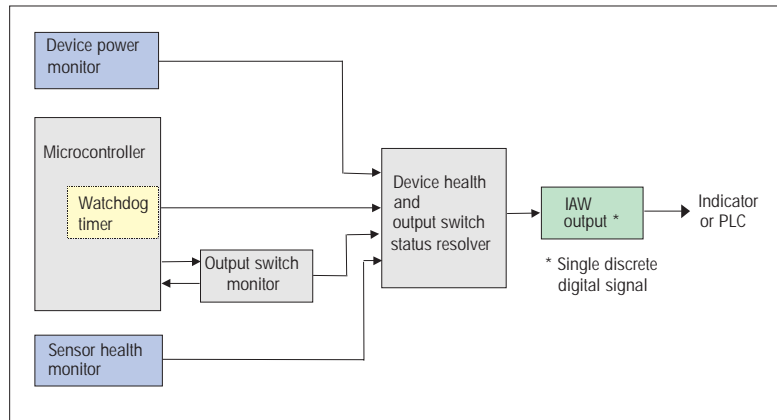 Device power
monitor
Microcontroller
Watchdog
timer
Output switch
monitor
Sensor health
monitor
Device health
and
output switch
status resolver
IAW
output *
Indicator
or PLC
* Single discrete
digital signal